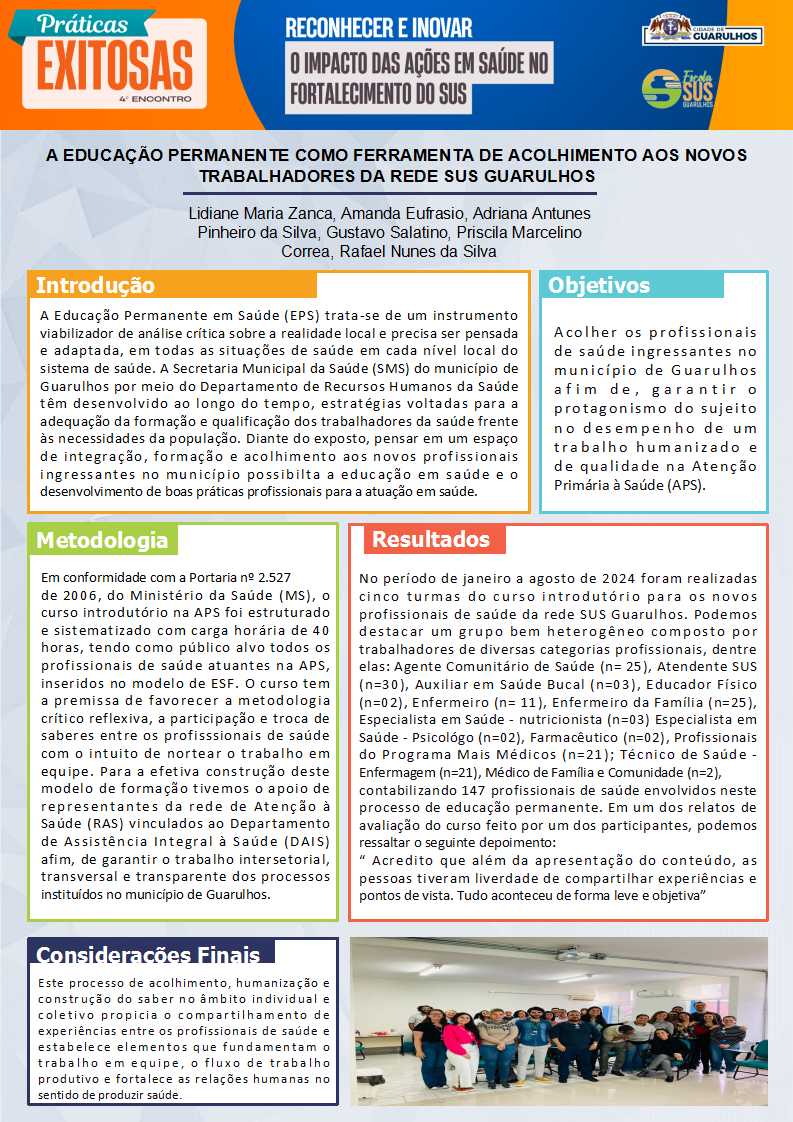 Práticas
EXITOSAS
4º ENCONTRO
RECONHECER E INOVAR
O IMPACTO DAS AÇÕES EM SAÚDE NO
FORTALECIMENTO DO SUS
CIDADE DE
GUARULHOS
Escola
SUS
GUARULHOS
A EDUCAÇÃO PERMANENTE COMO FERRAMENTA DE ACOLHIMENTO AOS NOVOS
TRABALHADORES DA REDE SUS GUARULHOS
Lidiane Maria Zanca, Amanda Eufrasio, Adriana Antunes
Pinheiro da Silva, Gustavo Salatino, Priscila Marcelino
Correa, Rafael Nunes da Silva
Introdução
A Educação Permanente em Saúde (EPS) trata-se de um instrumento
viabilizador de análise crítica sobre a realidade local e precisa ser pensada
e adaptada, em todas as situações de saúde em cada nível local do
sistema de saúde. A Secretaria Municipal da Saúde (SMS) do município de
Guarulhos por meio do Departamento de Recursos Humanos da Saúde
têm desenvolvido ao longo do tempo, estratégias voltadas para a
adequação da formação e qualificação dos trabalhadores da saúde frente
às necessidades da população. Diante do exposto, pensar em um espaço
de integração, formação e acolhimento aos novos profissionais
ingressantes no município possibilta a educação em saúde e o
desenvolvimento de boas práticas profissionais para a atuação em saúde.
Objetivos
Acolher os profissionais
de saúde ingressantes no
município de Guarulhos
afim de, garantir o
protagonismo do sujeito
no desempenho de um
trabalho humanizado e
de qualidade na Atenção
Primária à Saúde (APS).
Metodologia
Em conformidade com a Portaria nº 2.527
de 2006, do Ministério da Saúde (MS), o
curso introdutório na APS foi estruturado
e sistematizado com carga horária de 40
horas, tendo como público alvo todos os
profissionais de saúde atuantes na APS,
inseridos no modelo de ESF. O curso tem
a premissa de favorecer a metodologia
crítico reflexiva, a participação e troca de
saberes entre os profisssionais de saúde
com o intuito de nortear o trabalho em
equipe. Para a efetiva construção deste
modelo de formação tivemos o apoio de
representantes da rede de Atenção à
Saúde (RAS) vinculados ao Departamento
de Assistência Integral à Saúde (DAIS)
afim, de garantir o trabalho intersetorial,
transversal e transparente dos processos
instituídos no município de Guarulhos.
Resultados
No período de janeiro a agosto de 2024 foram realizadas
cinco turmas do curso introdutório para os novos
profissionais de saúde da rede SUS Guarulhos. Podemos
destacar um grupo bem heterogêneo composto por
trabalhadores de diversas categorias profissionais, dentre
elas: Agente Comunitário de Saúde (n= 25), Atendente SUS
(n=30), Auxiliar em Saúde Bucal (n=03), Educador Físico
(n=02), Enfermeiro (n= 11), Enfermeiro da Família (n=25),
Especialista em Saúde - nutricionista (n=03) Especialista em
Saúde - Psicológo (n=02), Farmacêutico (n=02), Profissionais
do Programa Mais Médicos (n=21); Técnico de Saúde -
Enfermagem (n=21), Médico de Família e Comunidade (n=2),
contabilizando 147 profissionais de saúde envolvidos neste
processo de educação permanente. Em um dos relatos de
avaliação do curso feito por um dos participantes, podemos
ressaltar o seguinte depoimento:
“ Acredito que além da apresentação do conteúdo, as
pessoas tiveram liverdade de compartilhar experiências e
pontos de vista. Tudo aconteceu de forma leve e objetiva”
Considerações Finais
Este processo de acolhimento, humanização e
construção do saber no âmbito individual e
coletivo propicia o compartilhamento de
experiências entre os profissionais de saúde e
estabelece elementos que fundamentam o
trabalho em equipe, o fluxo de trabalho
produtivo e fortalece as relações humanas no
sentido de produzir saúde.